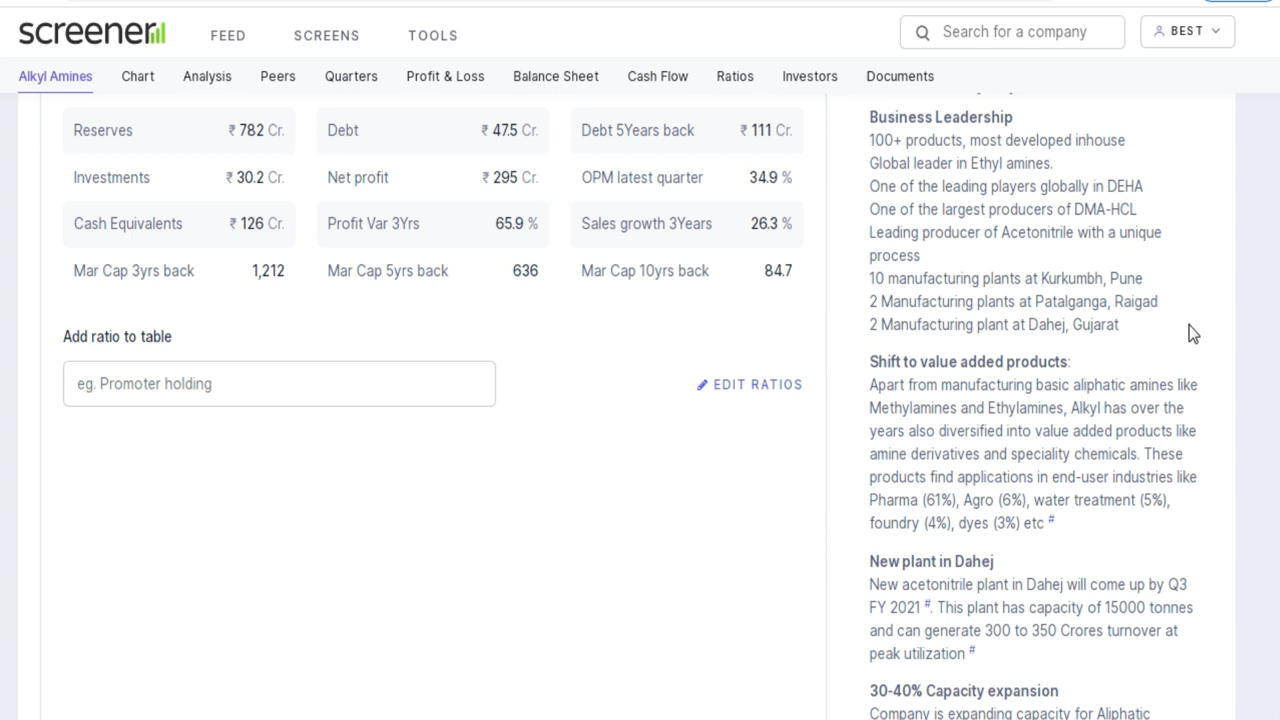 screener
FEED
SCREENS
TOOLS
Search for a company
BEST
Alkyl Amines
Chart
Analysis
Peers
Quarters
Profit & Loss
Balance Sheet
Cash Flow
Ratios
Investors
Documents
Reserves ₹ 782 Cr.
Debt ₹ 47.5 Cr.
Debt 5Years back ₹ 111 Cr.
Investments ₹ 30.2 Cr.
Net profit ₹ 295 Cr.
OPM latest quarter 34.9 %
Cash Equivalents ₹ 126 Cr.
Profit Var 3Yrs 65.9 %
Sales growth 3Years 26.3 %
Mar Cap 3yrs back 1,212
Mar Cap 5yrs back 636
Mar Cap 10yrs back 84.7
Add ratio to table
eg. Promoter holding
EDIT RATIOS
Business Leadership
100+ products, most developed inhouse
Global leader in Ethyl amines.
One of the leading players globally in DEHA
One of the largest producers of DMA-HCL
Leading producer of Acetonitrile with a unique
process
10 manufacturing plants at Kurkumbh, Pune
2 Manufacturing plants at Patalganga, Raigad
2 Manufacturing plant at Dahej, Gujarat
Shift to value added products:
Apart from manufacturing basic aliphatic amines like
Methylamines and Ethylamines, Alkyl has over the
years also diversified into value added products like
amine derivatives and speciality chemicals. These
products find applications in end-user industries like
Pharma (61%), Agro (6%), water treatment (5%),
foundry (4%), dyes (3%) etc #
New plant in Dahej
New acetonitrile plant in Dahej will come up by Q3
FY 2021 #. This plant has capacity of 15000 tonnes
and can generate 300 to 350 Crores turnover at
peak utilization #
30-40% Capacity expansion
Company is expanding capacity for Aliphatic